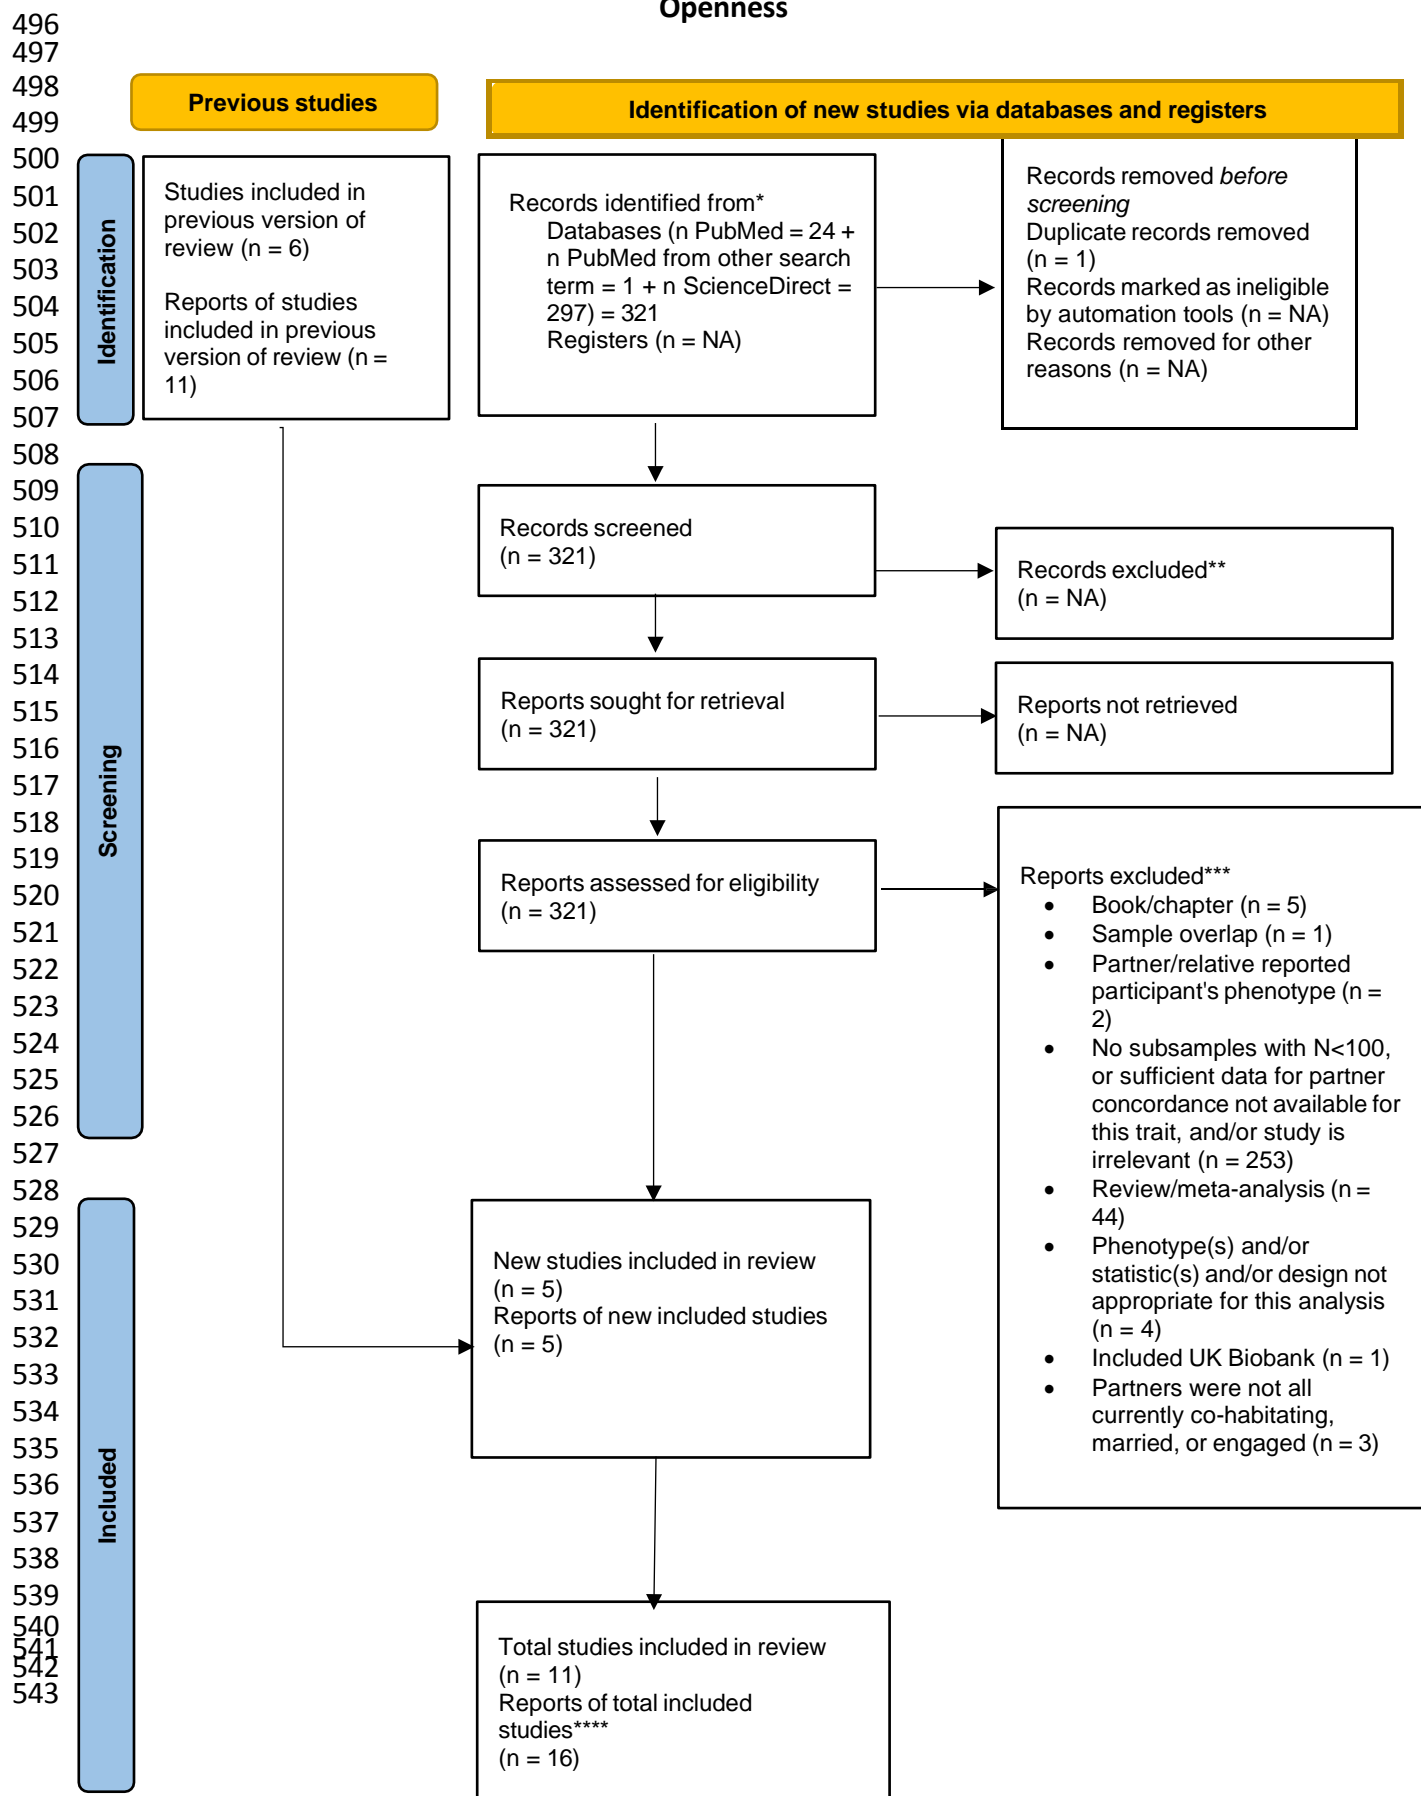 Openness
496
497
498
499
500
501
502
503
504
505
506
507
508
509
510
511
512
513
514
515
516
517
518
519
520
521
522
523
524
525
526
527
528
529
530
531
532
533
534
535
536
537
538
539
540
541
542
543
Previous studies
Identification of new studies via databases and registers
Identification
Studies included in
previous version of
review (n = 6)
Reports of studies
included in previous
version of review (n =
11)
Records identified from*
Databases (n PubMed = 24 +
n PubMed from other search
term = 1 + n ScienceDirect =
297) = 321
Registers (n = NA)
Records removed before
screening
Duplicate records removed
(n = 1)
Records marked as ineligible
by automation tools (n = NA)
Records removed for other
reasons (n = NA)
Screening
Records screened
(n = 321)
Records excluded**
(n = NA)
Reports sought for retrieval
(n = 321)
Reports not retrieved
(n = NA)
Reports assessed for eligibility
(n = 321)
Reports excluded***
• Book/chapter (n = 5)
• Sample overlap (n = 1)
• Partner/relative reported
participant's phenotype (n =
2)
• No subsamples with N<100,
or sufficient data for partner
concordance not available for
this trait, and/or study is
irrelevant (n = 253)
• Review/meta-analysis (n =
44)
• Phenotype(s) and/or
statistic(s) and/or design not
appropriate for this analysis
(n = 4)
• Included UK Biobank (n = 1)
• Partners were not all
currently co-habitating,
married, or engaged (n = 3)
Included
New studies included in review
(n = 5)
Reports of new included studies
(n = 5)
Total studies included in review
(n = 11)
Reports of total included
studies****
(n = 16)